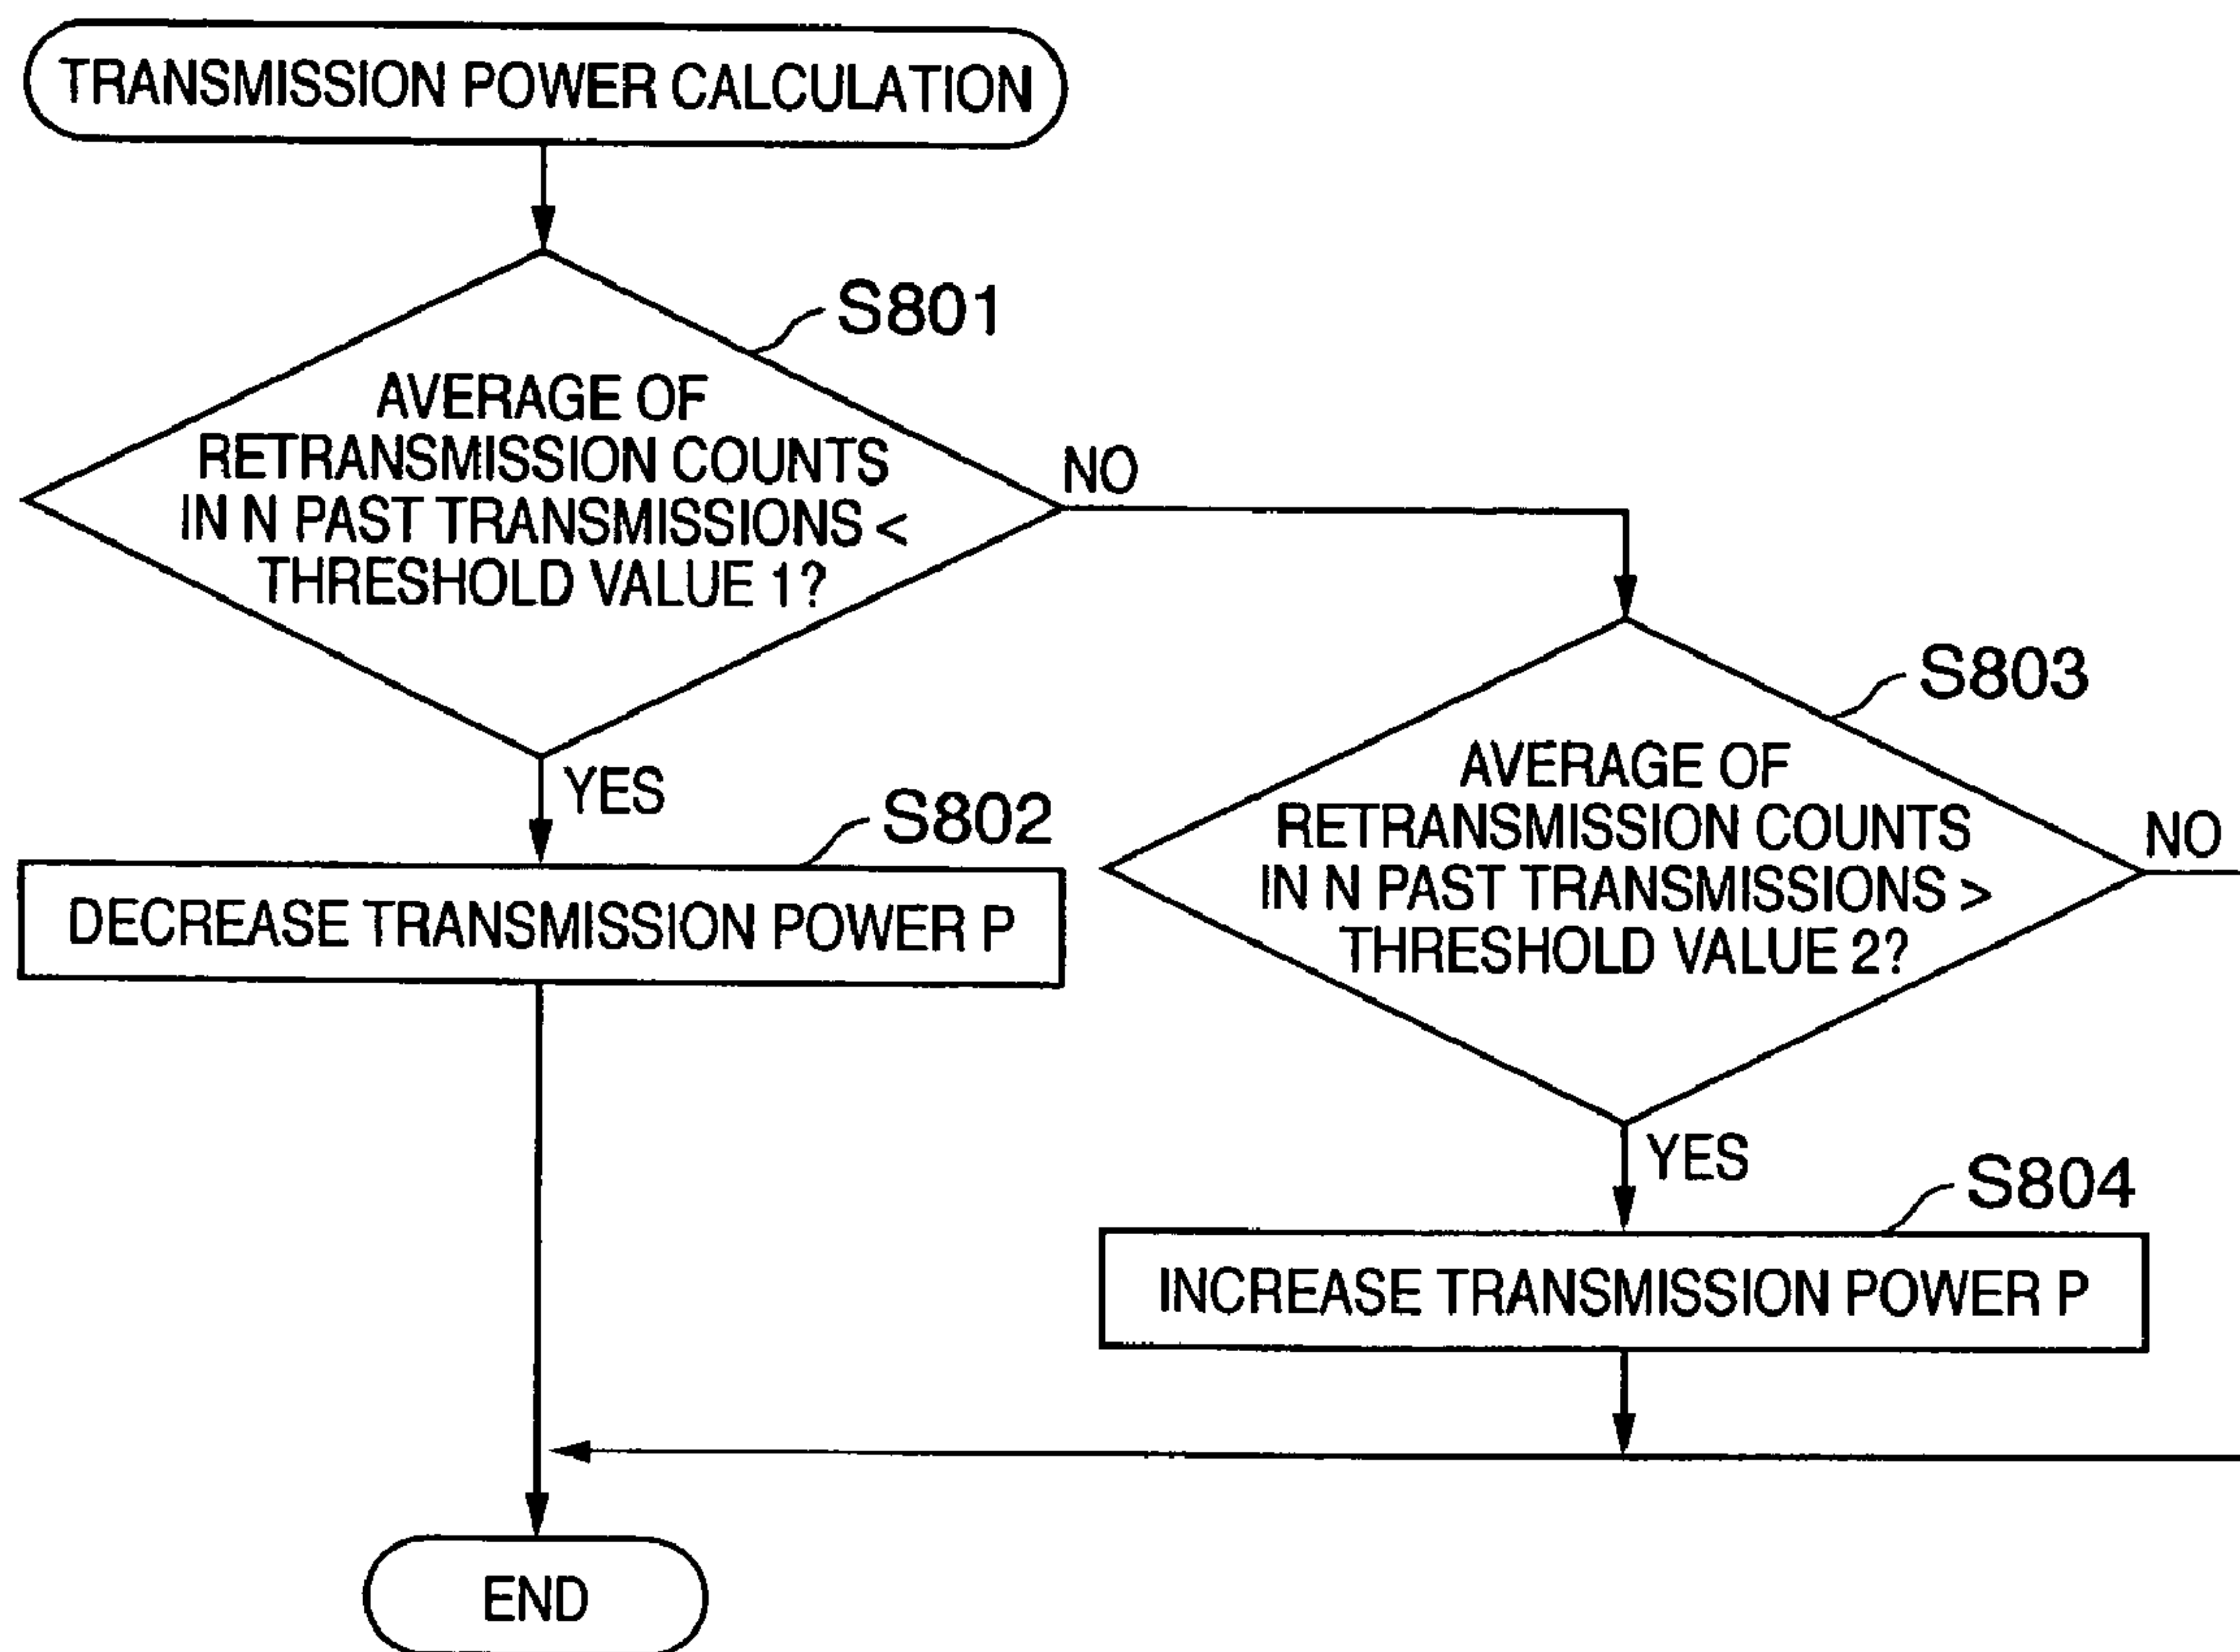 TRANSMISSION POWER CALCULATION
S801
AVERAGE OF
RETRANSMISSION COUNTS
IN N PAST TRANSMISSIONS <
THRESHOLD VALUE 1?
NO
YES
S802
DECREASE TRANSMISSION POWER P
S803
AVERAGE OF
RETRANSMISSION COUNTS
IN N PAST TRANSMISSIONS >
THRESHOLD VALUE 2?
NO
YES
S804
INCREASE TRANSMISSION POWER P
END